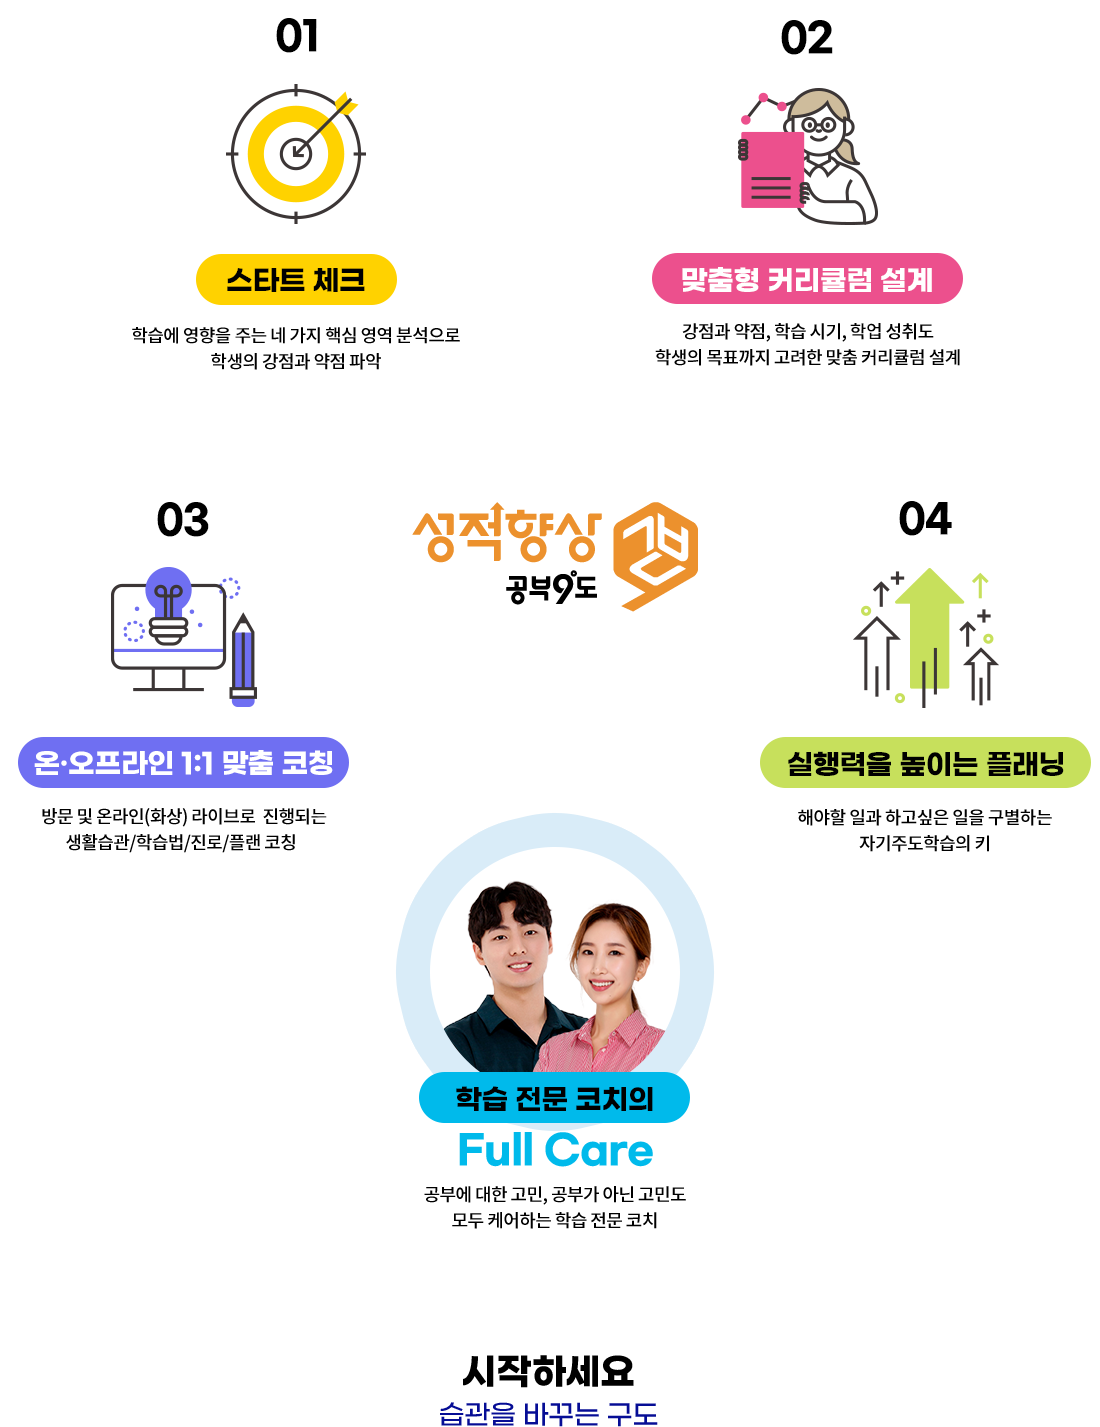 01
스타트 체크
학습에 영향을 주는 네 가지 핵심 영역 분석으로
학생의 강점과 약점 파악
02
맞춤형 커리큘럼 설계
강점과 약점, 학습 시기, 학업 성취도
학생의 목표까지 고려한 맞춤 커리큘럼 설계
성적향상
공부9도
03
온·오프라인 1:1 맞춤 코칭
방문 및 온라인(화상) 라이브로 진행되는
생활습관/학습법/진로/플랜 코칭
04
실행력을 높이는 플래닝
해야할 일과 하고싶은 일을 구별하는
자기주도학습의 키
학습 전문 코치의
Full Care
공부에 대한 고민, 공부가 아닌 고민도
모두 케어하는 학습 전문 코치
시작하세요
습관을 바꾸는 구도